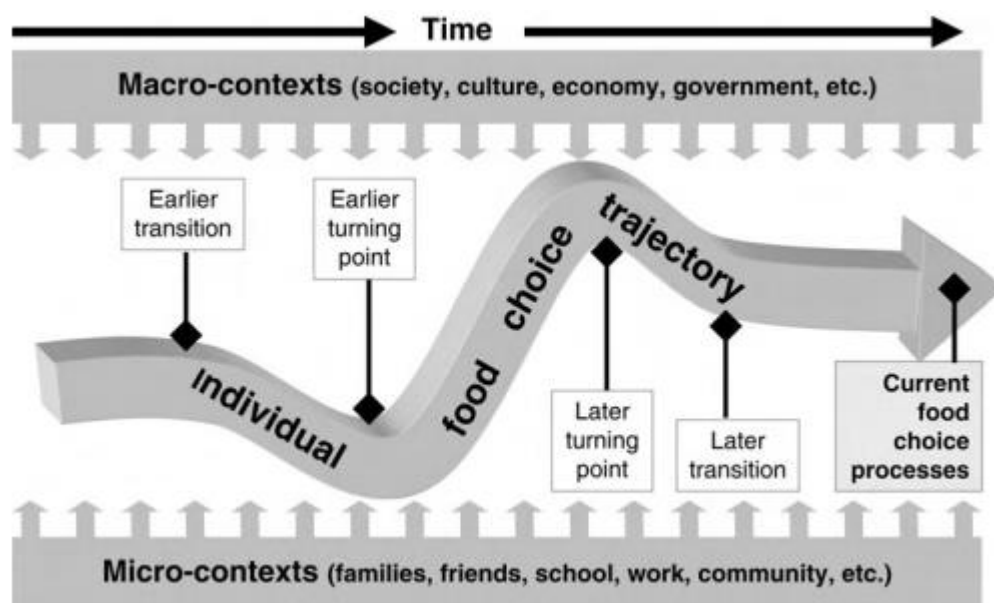 Time
Macro-contexts (society, culture, economy, government, etc.)
Earlier
transition
Earlier
turning
point
Individual food choice trajectory
Later
turning
point
Later
transition
Current
food
choice
processes
Micro-contexts (families, friends, school, work, community, etc.)